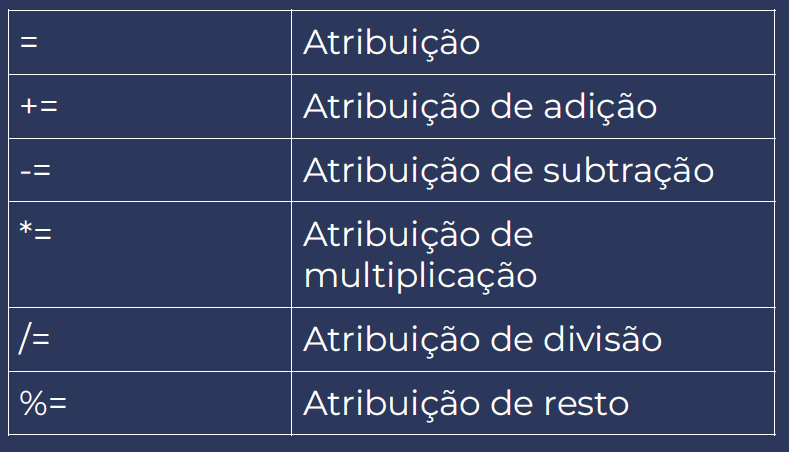 = Atribuição
+= Atribuição de adição
-= Atribuição de subtração
*= Atribuição de
multiplicação
/= Atribuição de divisão
%= Atribuição de resto